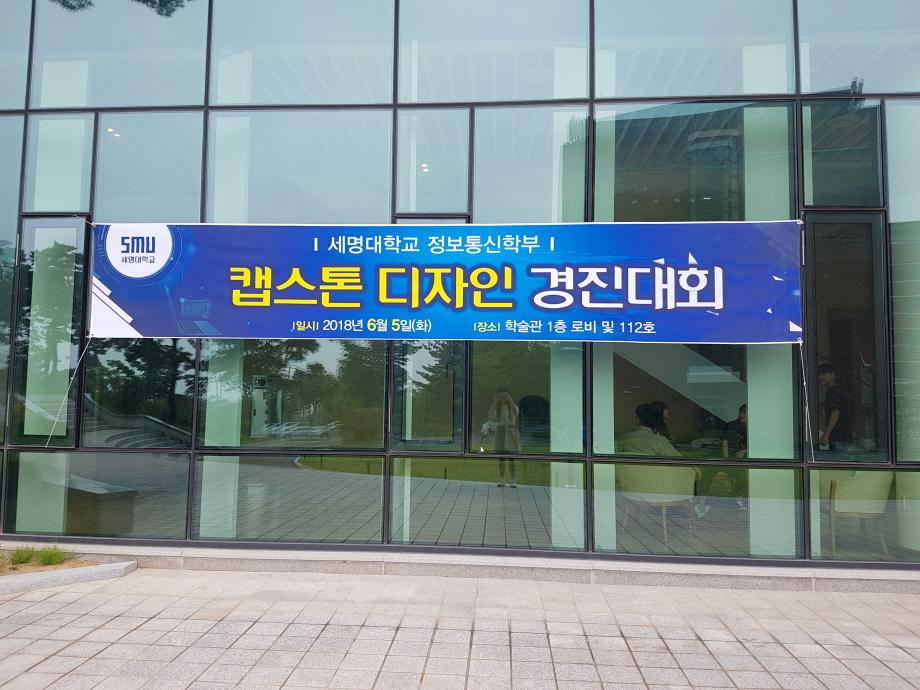 SMU
세명대학교
| 세명대학교 정보통신학부 |
캡스톤 디자인 경진대회
|일시| 2018년 6월 5일(화) |장소| 학술관 1층 로비 및 112호